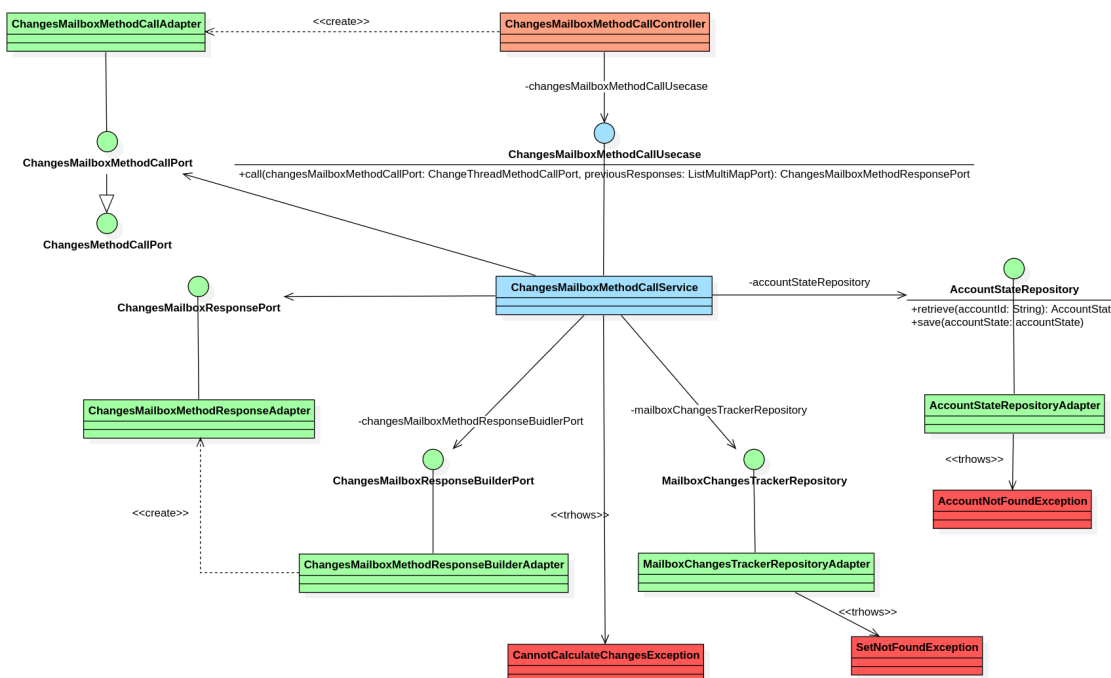 ChangesMailboxMethodCallAdapter
<<create>>
ChangesMailboxMethodCallController
-changesMailboxMethodCallUsecase
ChangesMailboxMethodCallPort
ChangesMailboxMethodCallUsecase
+call(changesMailboxMethodCallPort: ChangeThreadMethodCallPort, previousResponses: ListMultiMapPort): ChangesMailboxMethodResponsePort
ChangesMethodCallPort
ChangesMailboxMethodCallService
-accountStateRepository
AccountStateRepository
+retrieve(accountId: String): AccountStat
+save(accountState: accountState)
ChangesMailboxResponsePort
ChangesMailboxMethodResponseAdapter
-changesMailboxMethodResponseBuidlerPort
-mailboxChangesTrackerRepository
AccountStateRepositoryAdapter
<<trhows>>
ChangesMailboxResponseBuilderPort
MailboxChangesTrackerRepository
AccountNotFoundException
<<create>>
<<trhows>>
ChangesMailboxMethodResponseBuilderAdapter
MailboxChangesTrackerRepositoryAdapter
<<trhows>>
CannotCalculateChangesException
SetNotFoundException